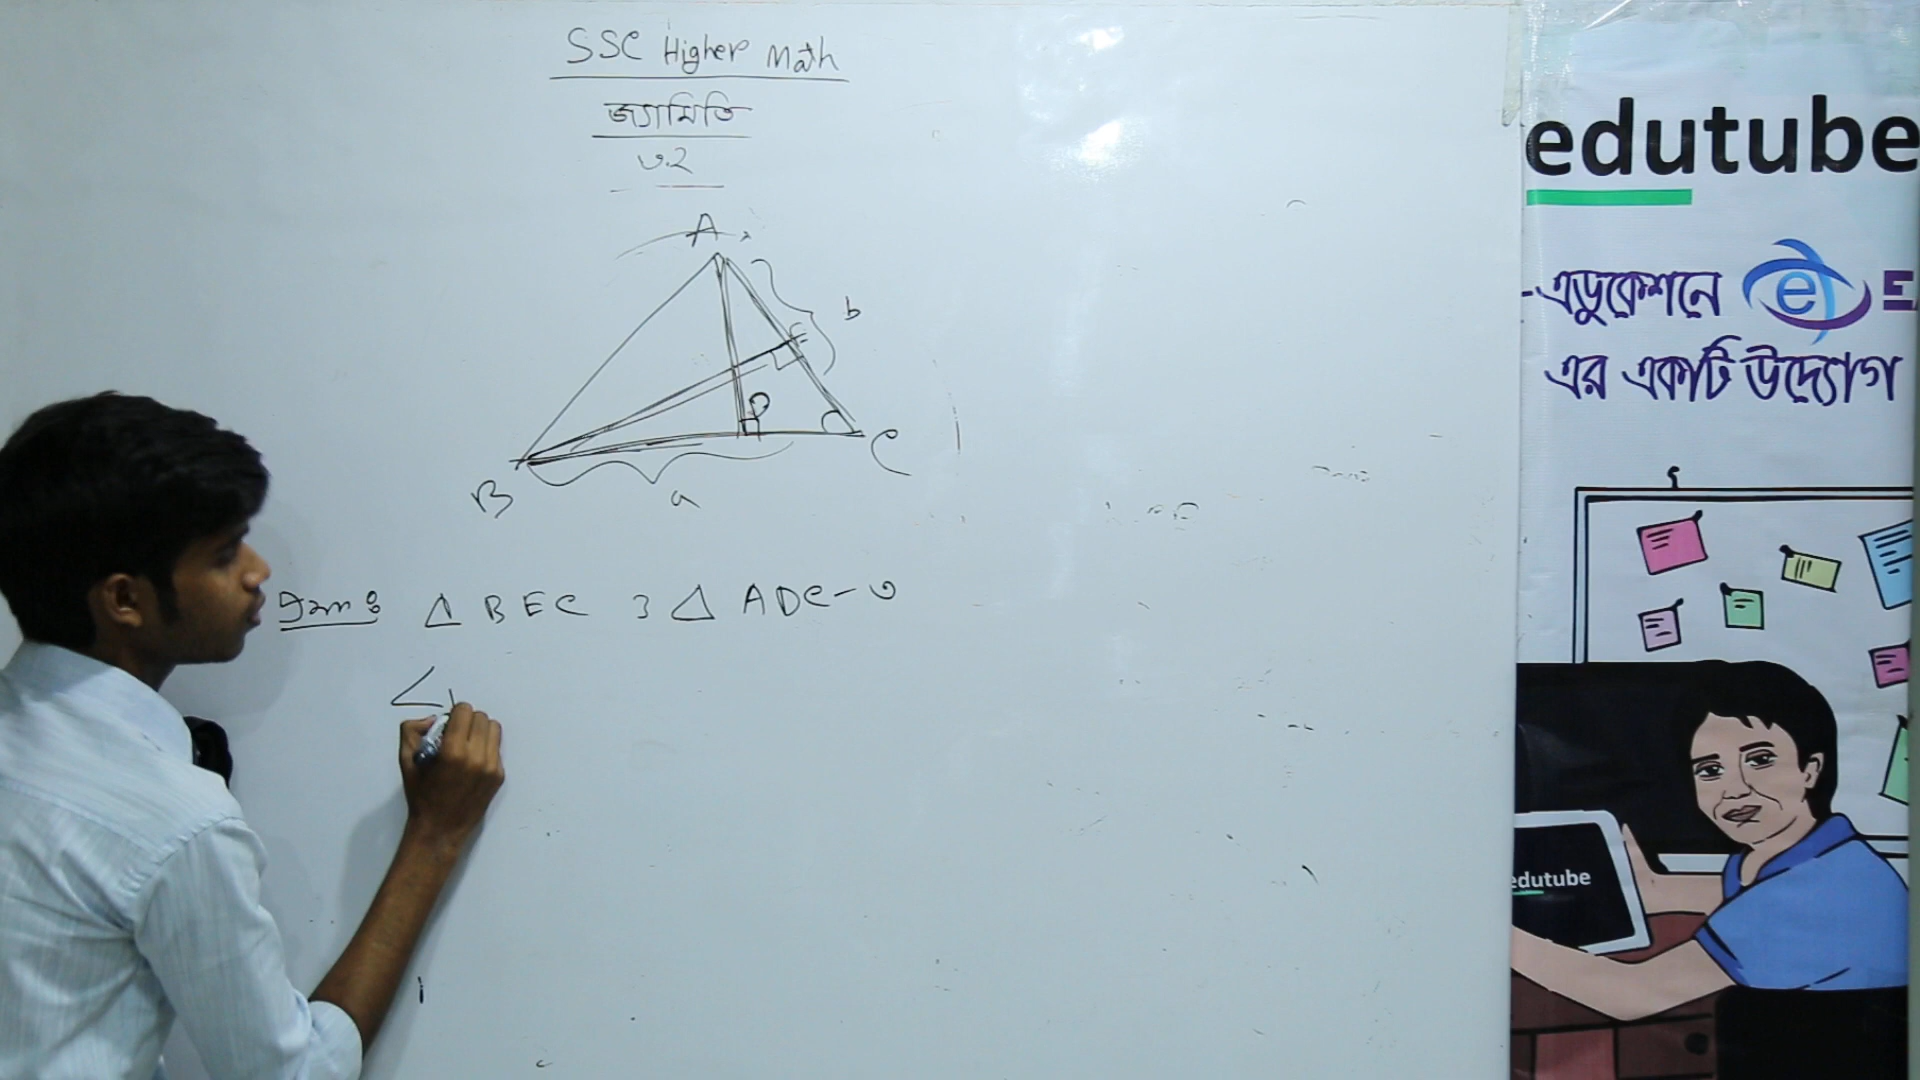 SSC Higher Math
জ্যামিতি
৩.২
A
b
E
D
C
B
a
প্রমাণঃ △ BEC ও △ ADC-এ
∠
edutube
-এডুকেশনে e E
এর একটি উদ্যোগ
edutube